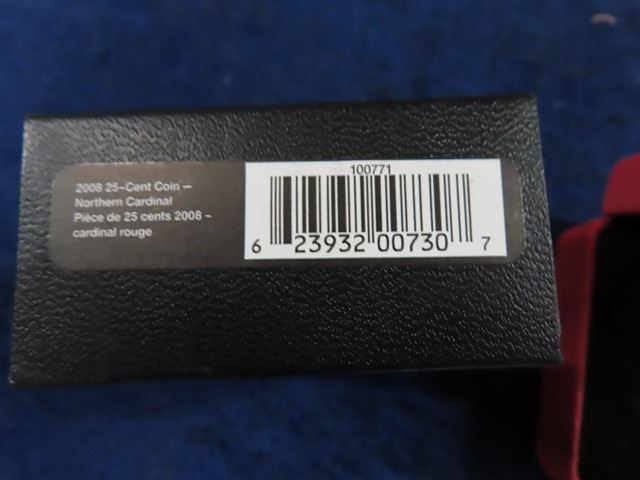 2008 25-Cent Coin —
Northern Cardinal
Pièce de 25 cents 2008 -
cardinal rouge
100771
6 23932 00730 7